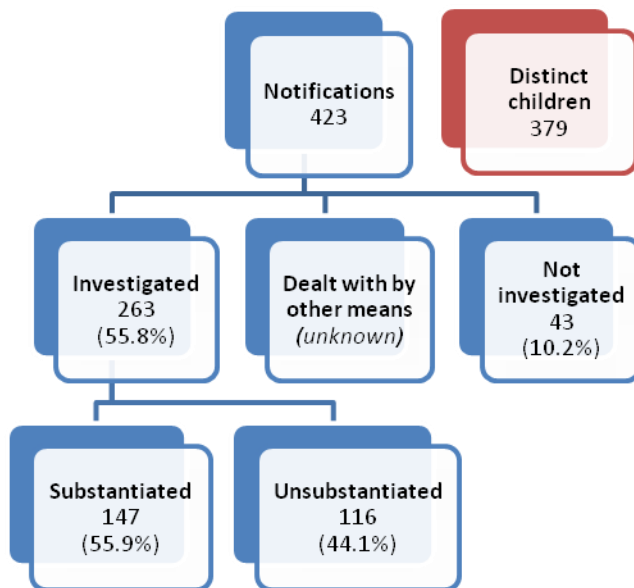 Notifications
423
Distinct
children
379
Investigated
263
(55.8%)
Dealt with by
other means
(unknown)
Not
investigated
43
(10.2%)
Substantiated
147
(55.9%)
Unsubstantiated
116
(44.1%)